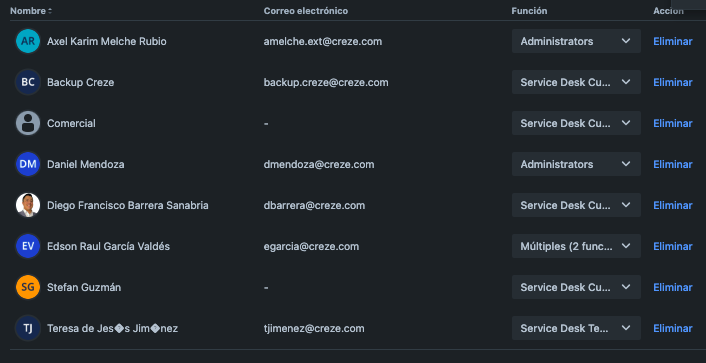 Nombre Correo electrónico Función Acción
AR Axel Karim Melche Rubio amelche.ext@creze.com Administrators Eliminar
BC Backup Creze backup.creze@creze.com Service Desk Cu... Eliminar
Comercial - Service Desk Cu... Eliminar
DM Daniel Mendoza dmendoza@creze.com Administrators Eliminar
Diego Francisco Barrera Sanabria dbarrera@creze.com Service Desk Cu... Eliminar
EV Edson Raul García Valdés egarcia@creze.com Múltiples (2 func... Eliminar
SG Stefan Guzmán - Service Desk Cu... Eliminar
TJ Teresa de Jes�s Jim�nez tjimenez@creze.com Service Desk Te... Eliminar